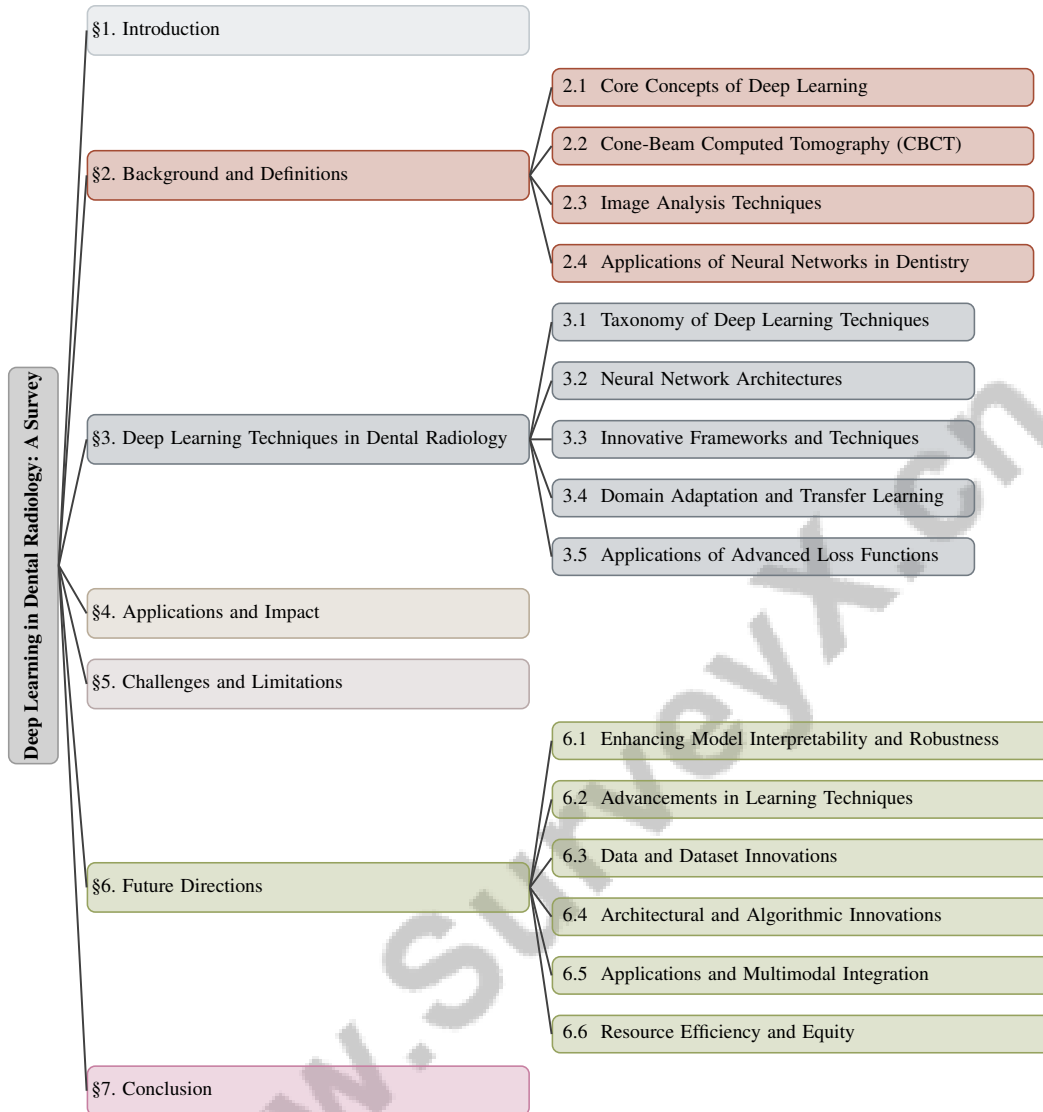 Deep Learning in Dental Radiology: A Survey
§1. Introduction
§2. Background and Definitions
2.1 Core Concepts of Deep Learning
2.2 Cone-Beam Computed Tomography (CBCT)
2.3 Image Analysis Techniques
2.4 Applications of Neural Networks in Dentistry
§3. Deep Learning Techniques in Dental Radiology
3.1 Taxonomy of Deep Learning Techniques
3.2 Neural Network Architectures
3.3 Innovative Frameworks and Techniques
3.4 Domain Adaptation and Transfer Learning
3.5 Applications of Advanced Loss Functions
§4. Applications and Impact
§5. Challenges and Limitations
§6. Future Directions
6.1 Enhancing Model Interpretability and Robustness
6.2 Advancements in Learning Techniques
6.3 Data and Dataset Innovations
6.4 Architectural and Algorithmic Innovations
6.5 Applications and Multimodal Integration
6.6 Resource Efficiency and Equity
§7. Conclusion
w.SurveyX.cn